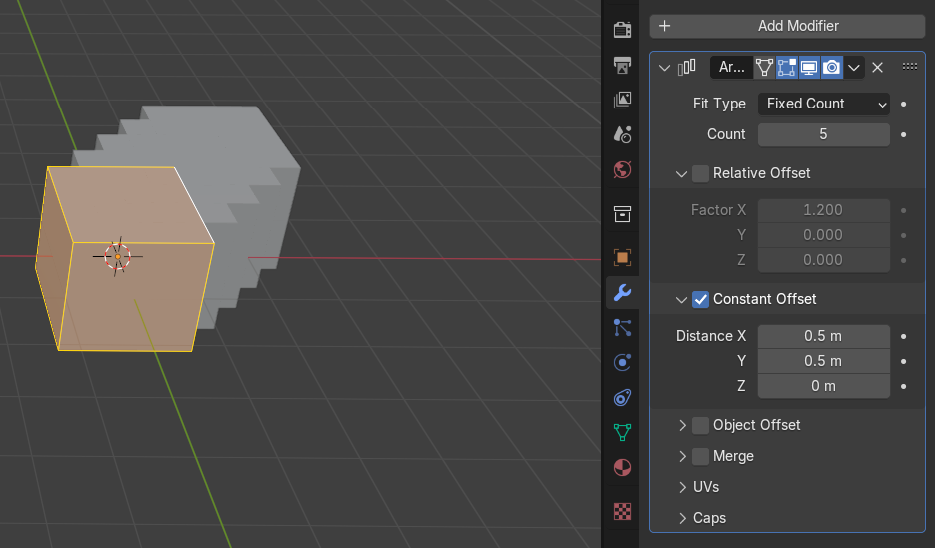 Add Modifier
Ar...
Fit Type Fixed Count
Count 5
Relative Offset
Factor X 1.200
Y 0.000
Z 0.000
Constant Offset
Distance X 0.5 m
Y 0.5 m
Z 0 m
Object Offset
Merge
UVs
Caps